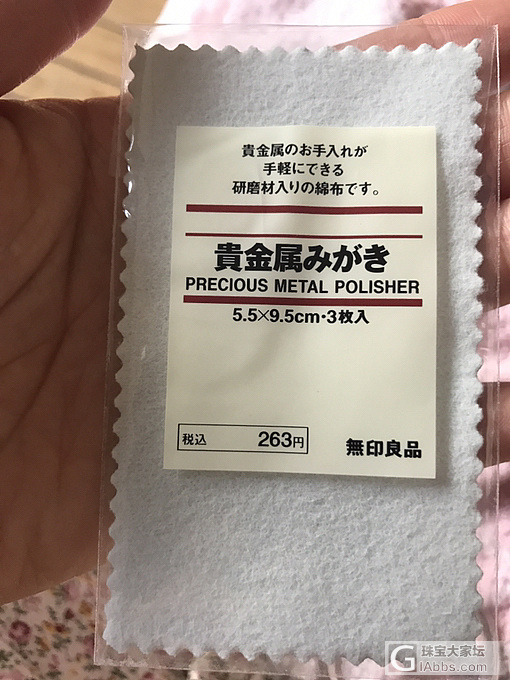 貴金属のお手入れが
手軽にできる
研磨材入りの綿布です。
貴金属みがき
PRECIOUS METAL POLISHER
5.5×9.5cm・3枚入
税込 263円
無印良品
珠宝大家坛
GIAbbs.com